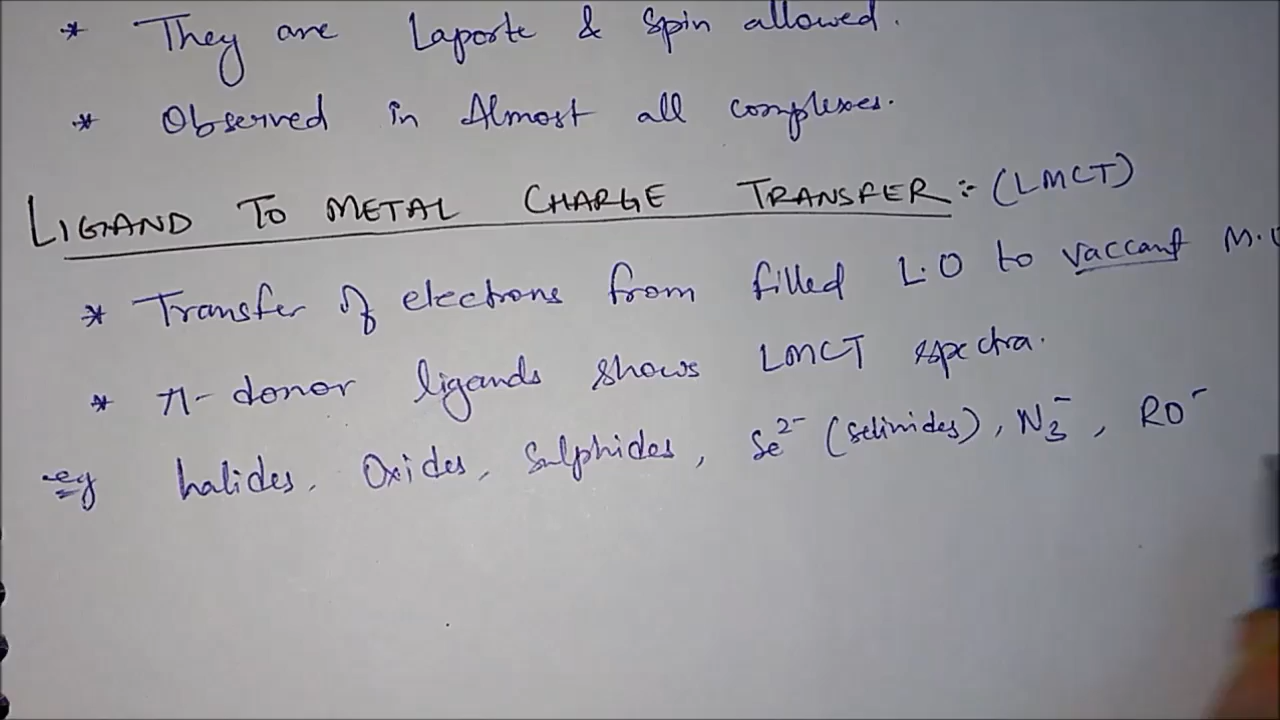 * They are Laporte & Spin allowed.
* Observed in Almost all complexes.
LIGAND TO METAL CHARGE TRANSFER :- (LMCT)
* Transfer of electrons from filled L.O to vaccant M.O
* π-donor ligands shows LMCT spectra.
eg halides, Oxides, Sulphides, Se²⁻ (Selinides), N₃⁻, RO⁻